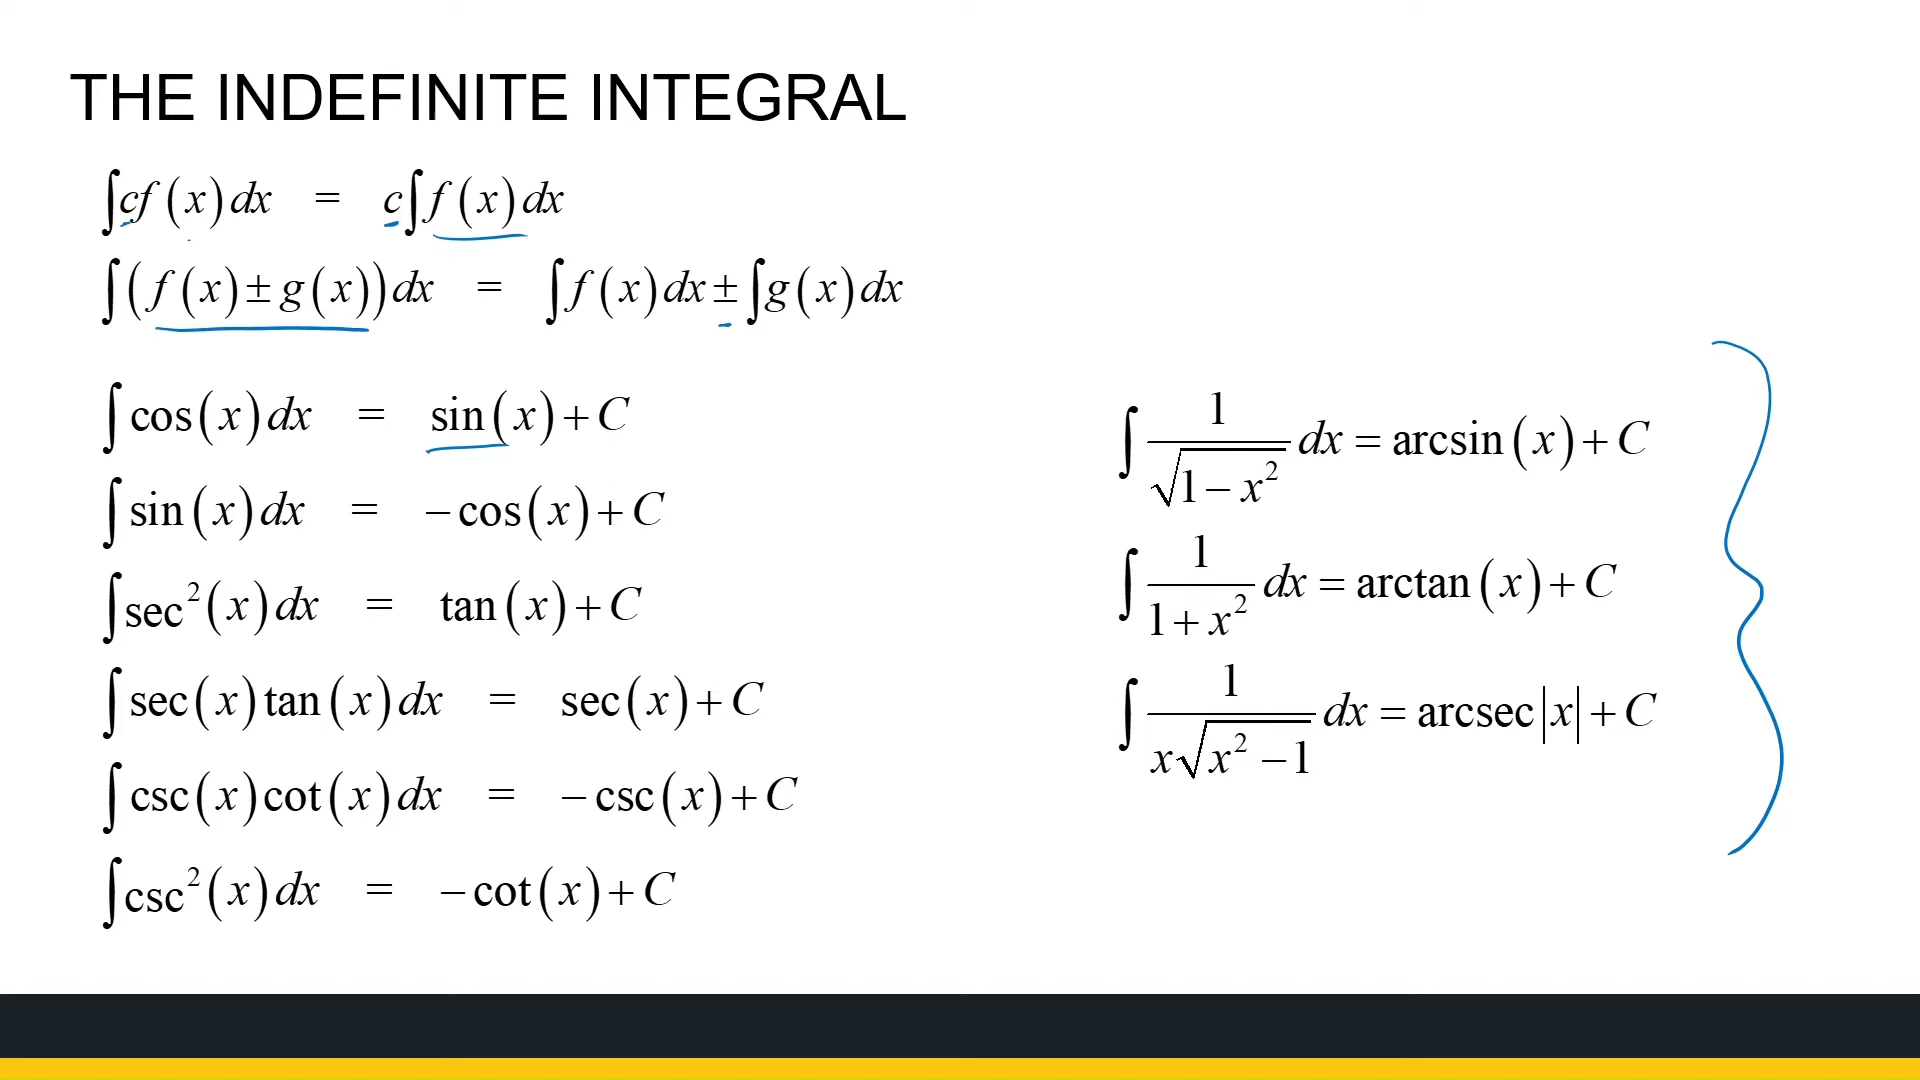 THE INDEFINITE INTEGRAL
∫cf(x)dx = c∫f(x)dx
∫(f(x)±g(x))dx = ∫f(x)dx±∫g(x)dx
∫cos(x)dx = sin(x)+C
∫sin(x)dx = −cos(x)+C
∫sec²(x)dx = tan(x)+C
∫sec(x)tan(x)dx = sec(x)+C
∫csc(x)cot(x)dx = −csc(x)+C
∫csc²(x)dx = −cot(x)+C
∫1/√(1−x²) dx = arcsin(x)+C
∫1/(1+x²) dx = arctan(x)+C
∫1/(x√(x²−1)) dx = arcsec|x|+C